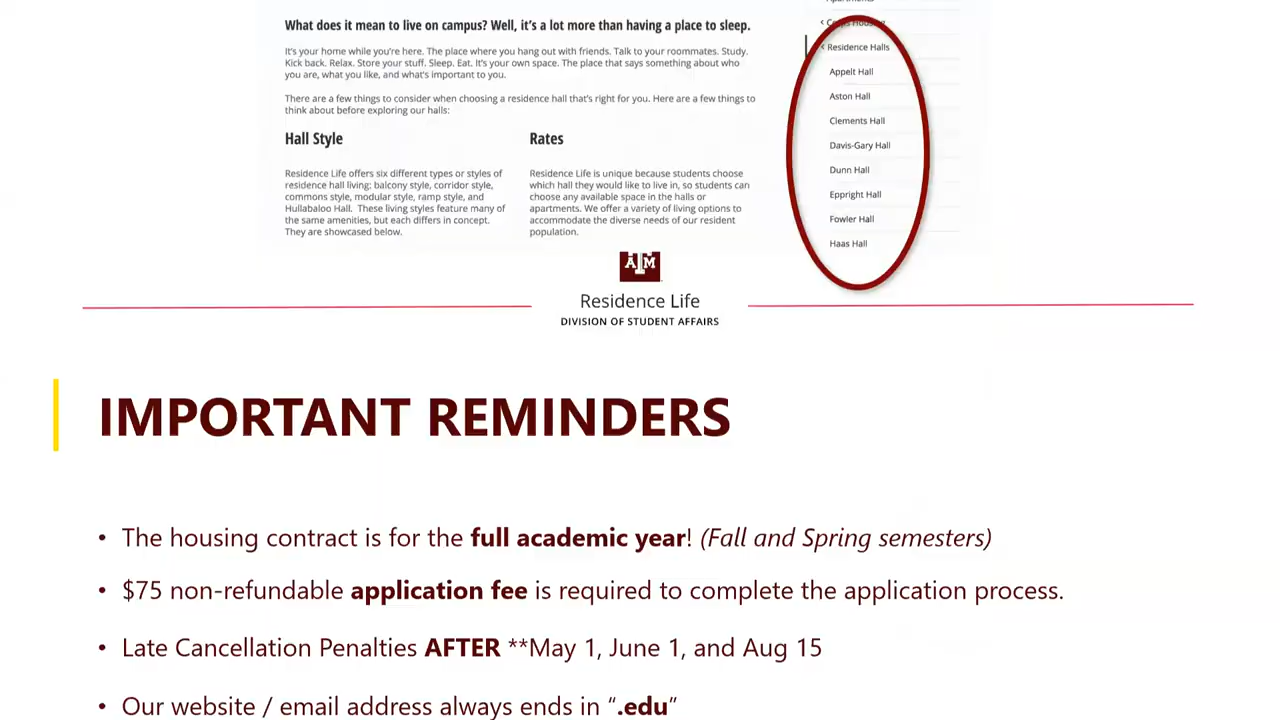 What does it mean to live on campus? Well, it's a lot more than having a place to sleep.
It's your home while you're here. The place where you hang out with friends. Talk to your roommates. Study.
Kick back. Relax. Store your stuff. Sleep. Eat. It's your own space. The place that says something about who
you are, what you like, and what's important to you.
There are a few things to consider when choosing a residence hall that's right for you. Here are a few things to
think about before exploring our halls:
Hall Style
Residence Life offers six different types or styles of
residence hall living: balcony style, corridor style,
commons style, modular style, ramp style, and
Hullabaloo Hall. These living styles feature many of
the same amenities, but each differs in concept.
They are showcased below.
Rates
Residence Life is unique because students choose
which hall they would like to live in, so students can
choose any available space in the halls or
apartments. We offer a variety of living options to
accommodate the diverse needs of our resident
population.
< Residence Halls
Appelt Hall
Aston Hall
Clements Hall
Davis-Gary Hall
Dunn Hall
Eppright Hall
Fowler Hall
Haas Hall
ATM
Residence Life
DIVISION OF STUDENT AFFAIRS
IMPORTANT REMINDERS
• The housing contract is for the full academic year! (Fall and Spring semesters)
• $75 non-refundable application fee is required to complete the application process.
• Late Cancellation Penalties AFTER **May 1, June 1, and Aug 15
• Our website / email address always ends in “.edu”